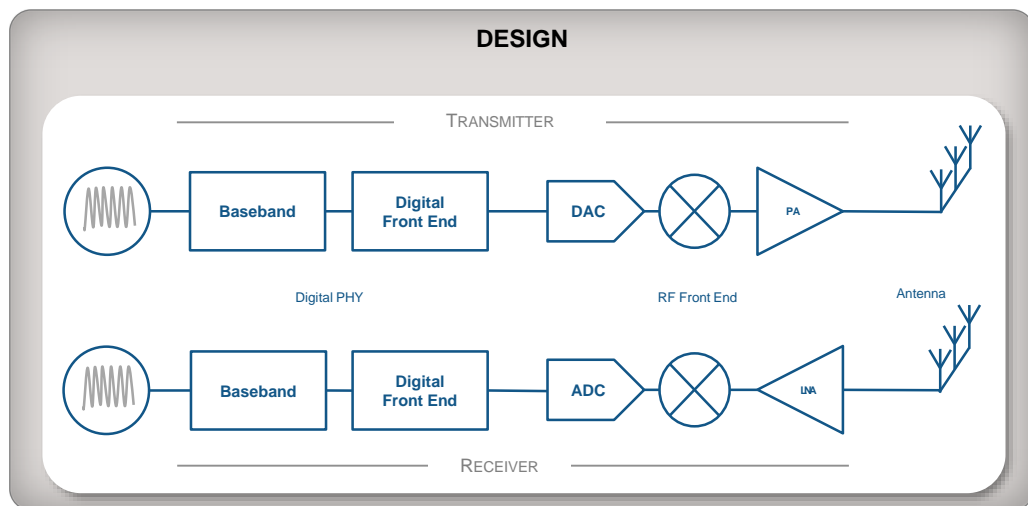 DESIGN
TRANSMITTER
Baseband
Digital
Front End
DAC
PA
Digital PHY
RF Front End
Antenna
Baseband
Digital
Front End
ADC
LNA
RECEIVER